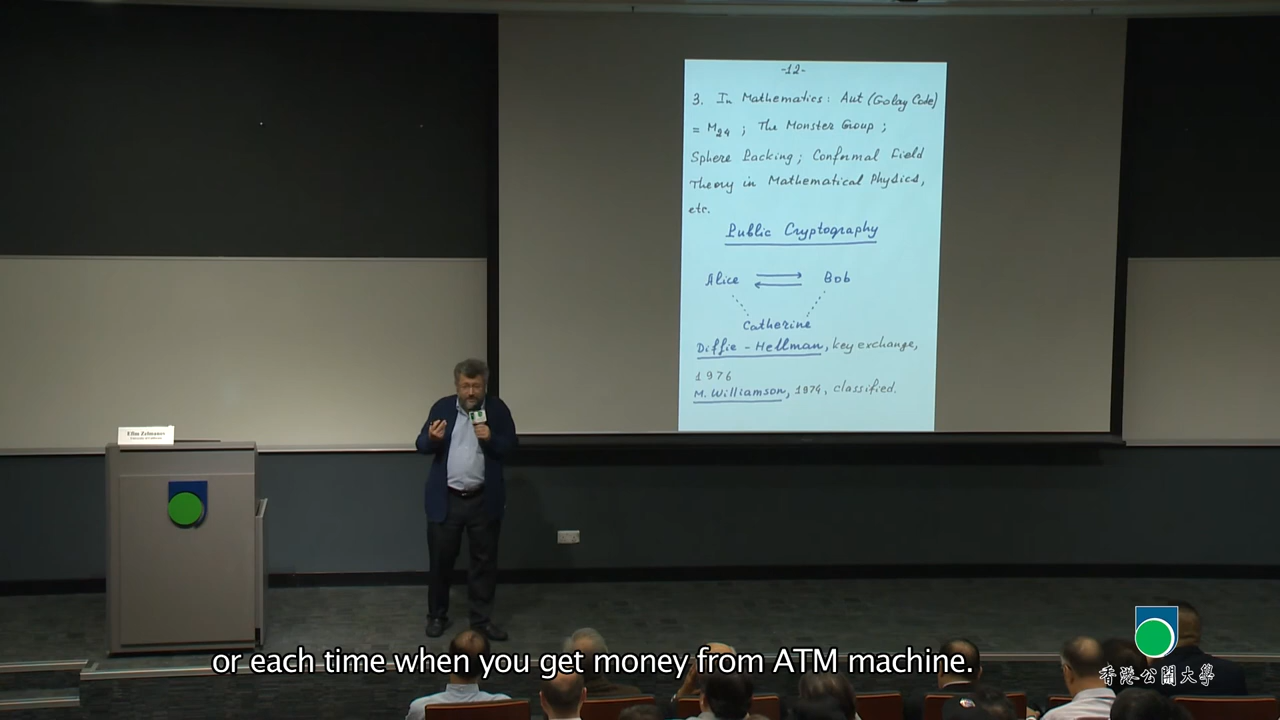 -12-
3. In Mathematics: Aut (Golay Code)
= M24 ; The Monster Group ;
Sphere Packing ; Conformal Field
Theory in Mathematical Physics,
etc.
Public Cryptography
Alice Bob
Catherine
Diffie - Hellman, key exchange,
1976
M. Williamson, 1974, classified.
Efim Zelmanov
or each time when you get money from ATM machine.
香港公開大學